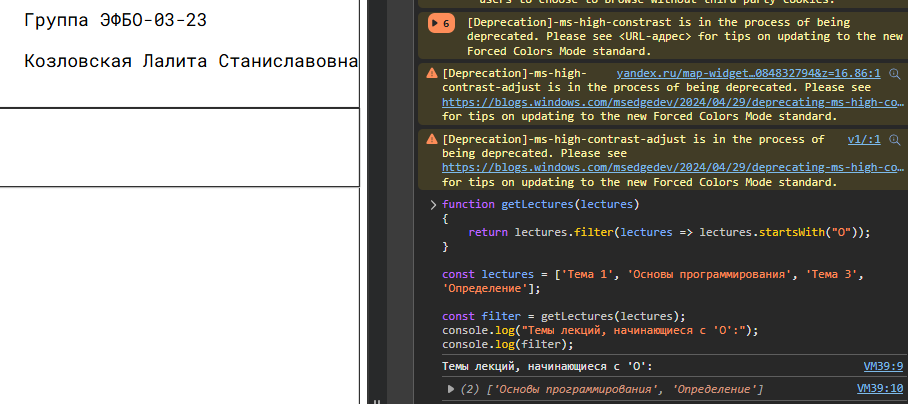 Группа ЭФБО-03-23
Козловская Лалита Станиславовна
users to choose to browse without third-party cookies.
6 [Deprecation]-ms-high-constrast is in the process of being
deprecated. Please see <URL-адрес> for tips on updating to the new
Forced Colors Mode standard.
[Deprecation]-ms-high- yandex.ru/map-widget…084832794&z=16.86:1
contrast-adjust is in the process of being deprecated. Please see
https://blogs.windows.com/msedgedev/2024/04/29/deprecating-ms-high-co…
for tips on updating to the new Forced Colors Mode standard.
[Deprecation]-ms-high-contrast-adjust is in the process of v1/:1
being deprecated. Please see
https://blogs.windows.com/msedgedev/2024/04/29/deprecating-ms-high-co…
for tips on updating to the new Forced Colors Mode standard.
function getLectures(lectures)
{
return lectures.filter(lectures => lectures.startsWith("О"));
}
const lectures = ['Тема 1', 'Основы программирования', 'Тема 3',
'Определение'];
const filter = getLectures(lectures);
console.log("Темы лекций, начинающиеся с 'О':");
console.log(filter);
Темы лекций, начинающиеся с 'О': VM39:9
(2) ['Основы программирования', 'Определение'] VM39:10